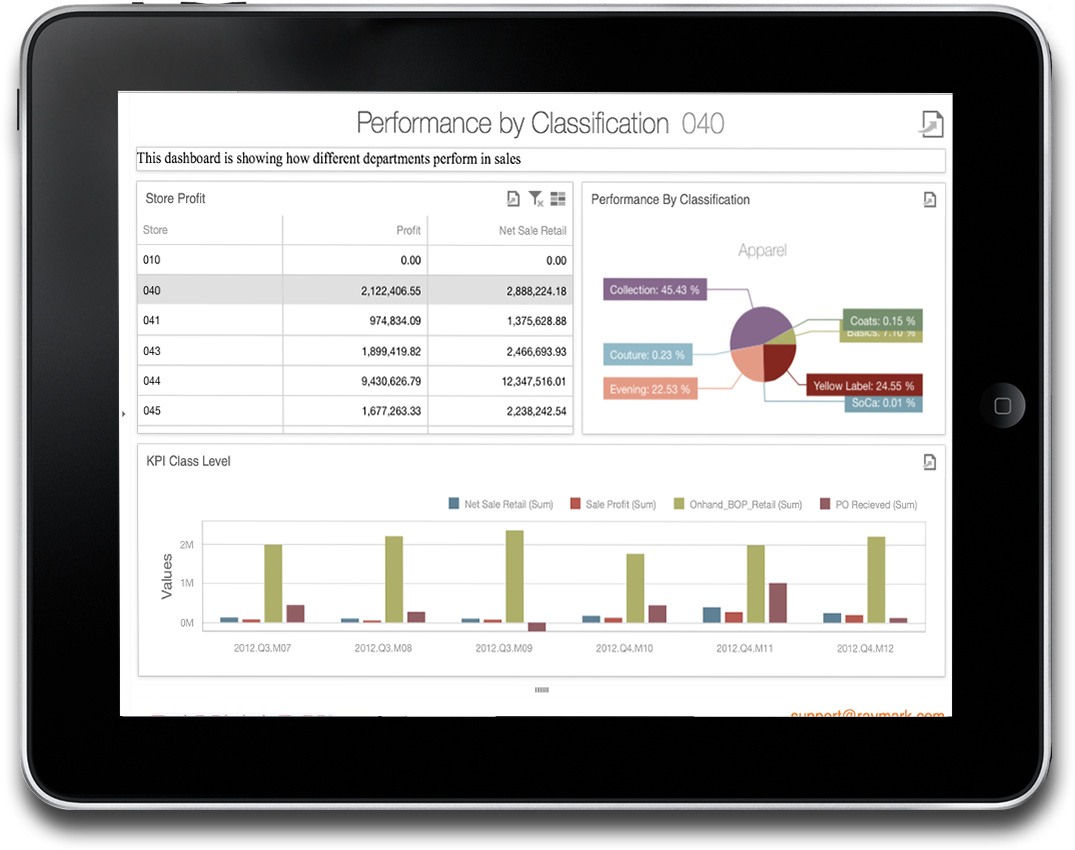 Performance by Classification 040
This dashboard is showing how different departments perform in sales
Store Profit
Store Profit Net Sale Retail
010 0.00 0.00
040 2,122,406.55 2,888,224.18
041 974,834.09 1,375,628.88
043 1,899,419.82 2,466,693.93
044 9,430,626.79 12,347,516.01
045 1,677,263.33 2,238,242.54
Performance By Classification
Apparel
Collection: 45.43 %
Coats: 0.15 %
Basics: 7.10 %
Couture: 0.23 %
Evening: 22.53 %
Yellow Label: 24.55 %
SoCa: 0.01 %
KPI Class Level
Net Sale Retail (Sum) Sale Profit (Sum) Onhand_BOP_Retail (Sum) PO Recieved (Sum)
Values
2M
1M
0M
2012.Q3.M07 2012.Q3.M08 2012.Q3.M09 2012.Q4.M10 2012.Q4.M11 2012.Q4.M12
support@raymark.com